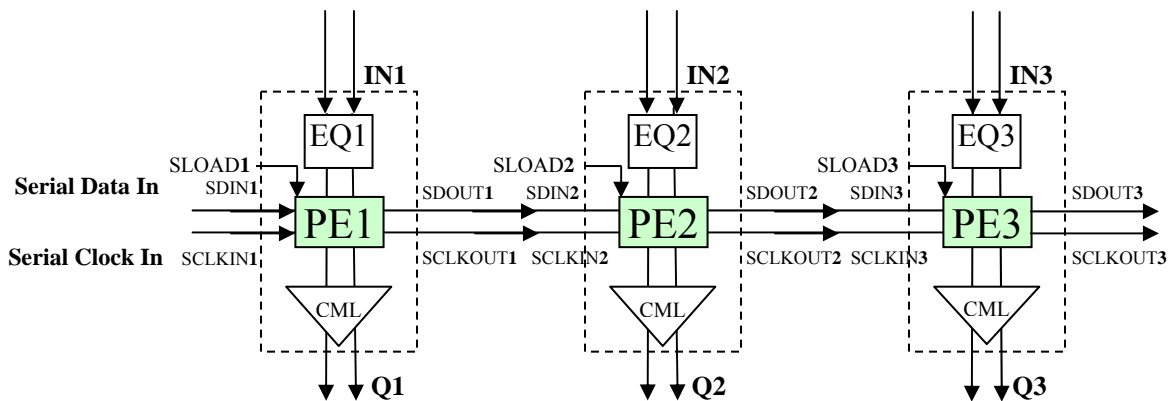 IN1 IN2 IN3
EQ1 EQ2 EQ3
SLOAD1 SLOAD2 SLOAD3
Serial Data In SDIN1 SDOUT1 SDIN2 SDOUT2 SDIN3 SDOUT3
PE1 PE2 PE3
Serial Clock In SCLKIN1 SCLKOUT1 SCLKIN2 SCLKOUT2 SCLKIN3 SCLKOUT3
CML CML CML
Q1 Q2 Q3